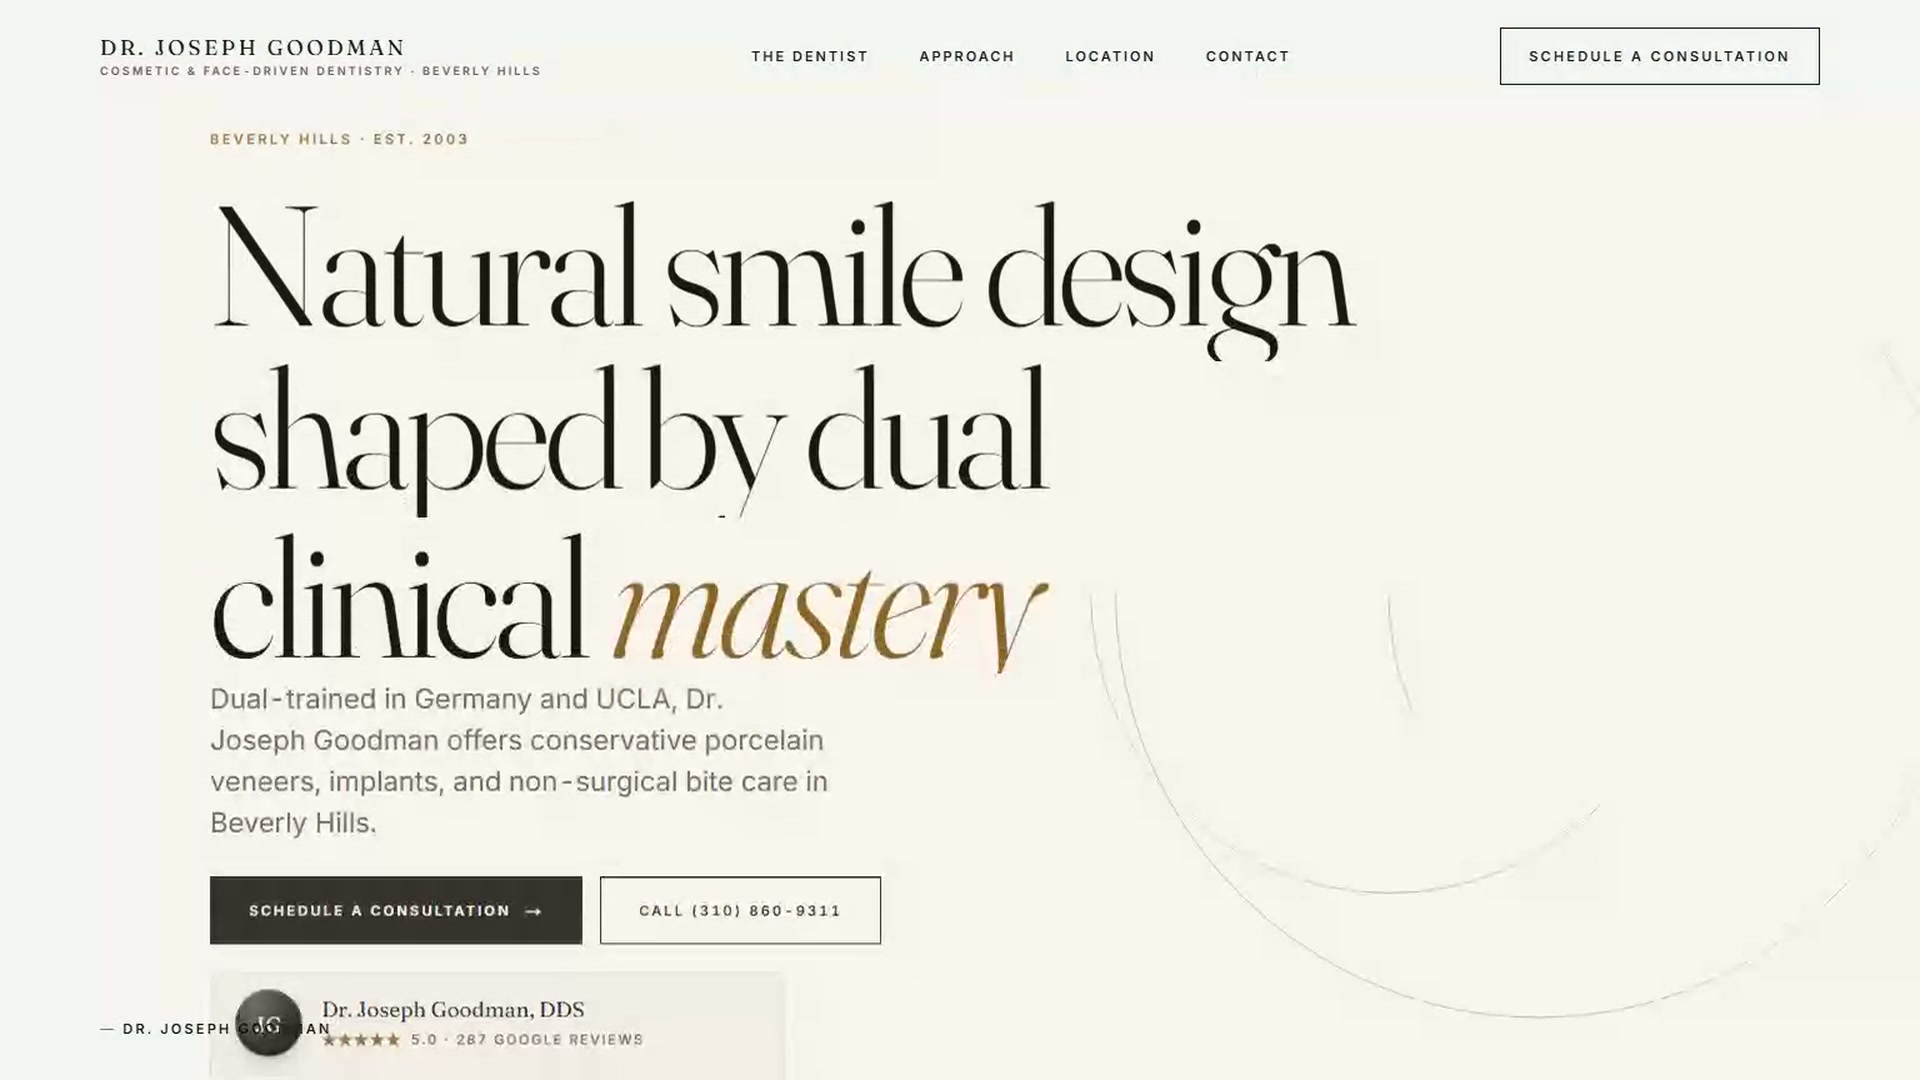 DR. JOSEPH GOODMAN
COSMETIC & FACE-DRIVEN DENTISTRY · BEVERLY HILLS
THE DENTIST
APPROACH
LOCATION
CONTACT
SCHEDULE A CONSULTATION
BEVERLY HILLS · EST. 2003
Natural smile design
shaped by dual
clinical mastery
Dual-trained in Germany and UCLA, Dr.
Joseph Goodman offers conservative porcelain
veneers, implants, and non-surgical bite care in
Beverly Hills.
SCHEDULE A CONSULTATION →
CALL (310) 860-9311
JG
Dr. Joseph Goodman, DDS
★★★★★ 5.0 · 287 GOOGLE REVIEWS
— DR. JOSEPH GOODMAN